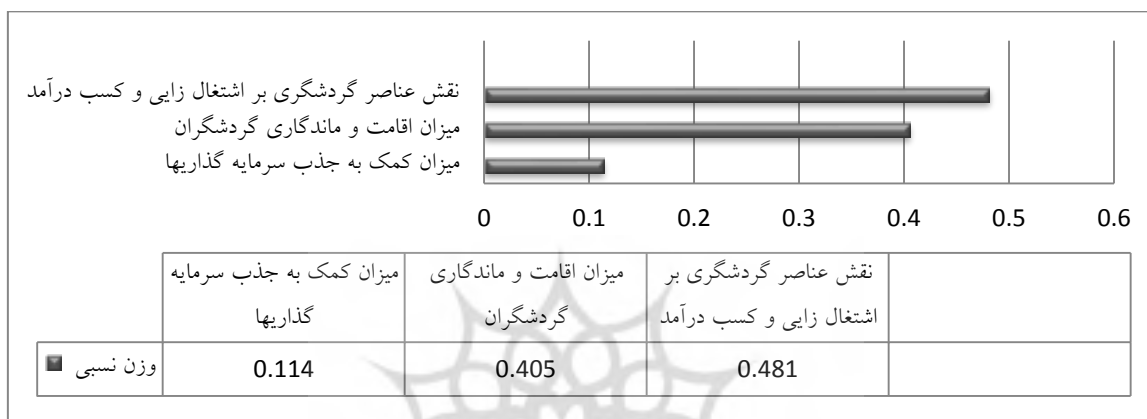 نقش عناصر گردشگری بر اشتغال زایی و کسب درآمد
میزان اقامت و ماندگاری گردشگران
میزان کمک به جذب سرمایه گذاریها
0 0.1 0.2 0.3 0.4 0.5 0.6
میزان کمک به جذب سرمایه
گذاریها
میزان اقامت و ماندگاری
گردشگران
نقش عناصر گردشگری بر
اشتغال زایی و کسب درآمد
وزن نسبی
0.114 0.405 0.481